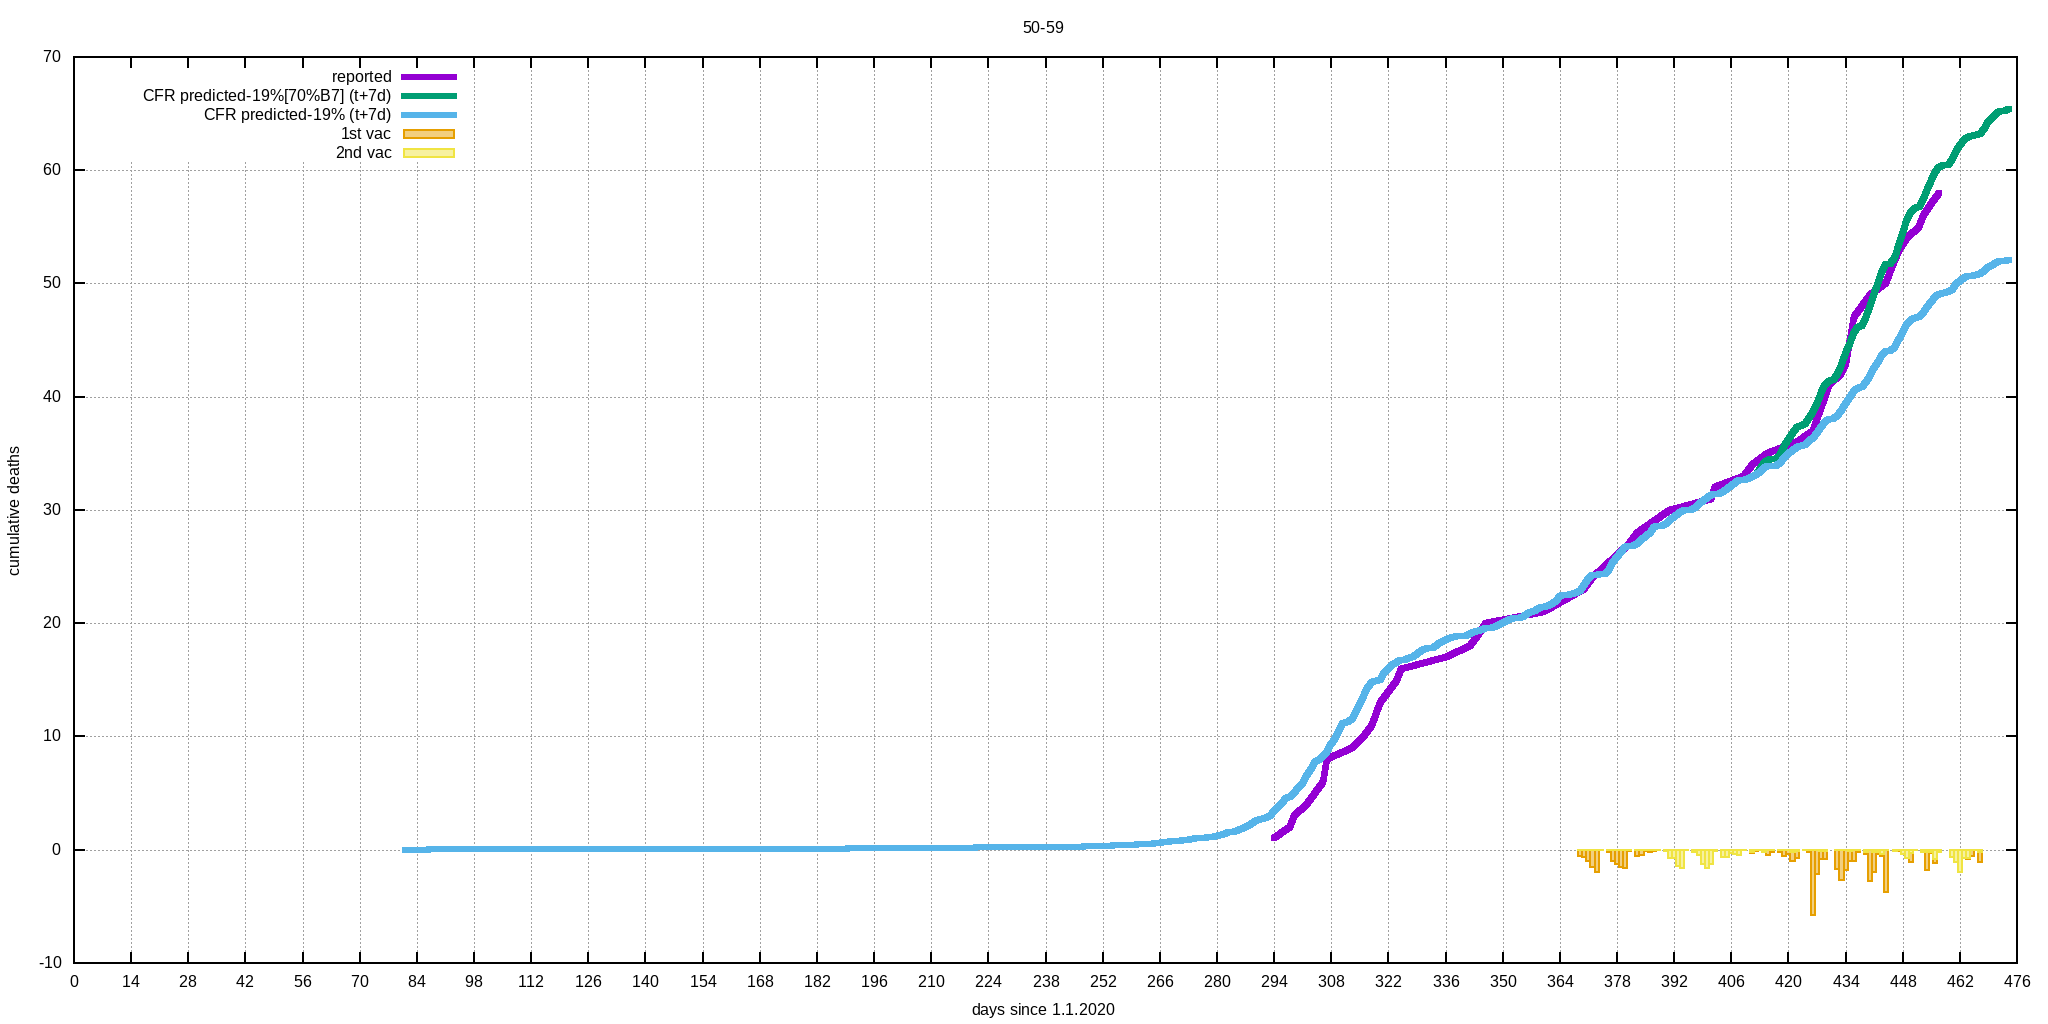 50-59
reported
CFR predicted-19%[70%B7] (t+7d)
CFR predicted-19% (t+7d)
1st vac
2nd vac
70
60
50
40
30
20
10
0
-10
cumulative deaths
0 14 28 42 56 70 84 98 112 126 140 154 168 182 196 210 224 238 252 266 280 294 308 322 336 350 364 378 392 406 420 434 448 462 476
days since 1.1.2020